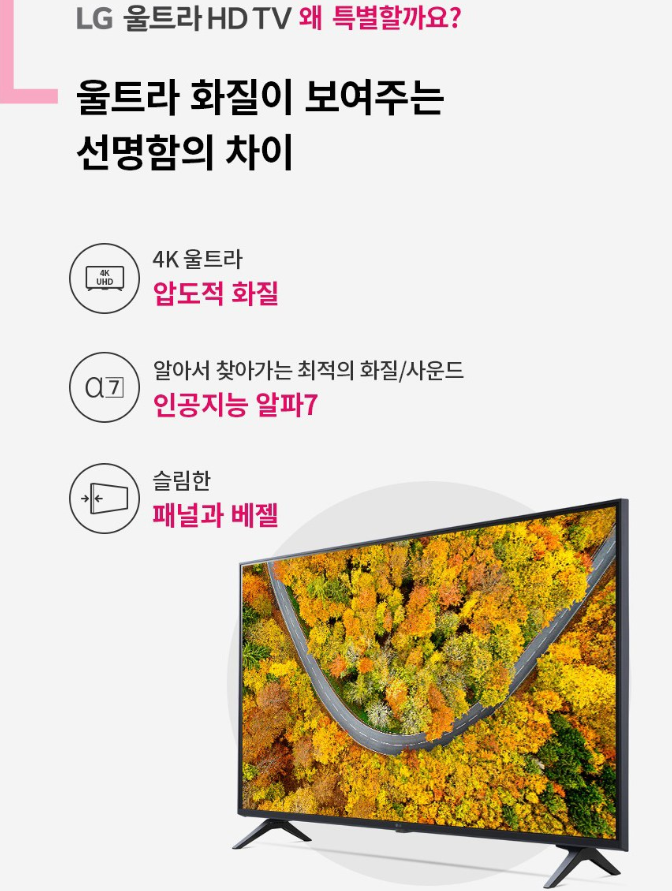 LG 울트라 HD TV 왜 특별할까요?
울트라 화질이 보여주는
선명함의 차이
4K UHD
4K 울트라
압도적 화질
α7
알아서 찾아가는 최적의 화질/사운드
인공지능 알파7
슬림한
패널과 베젤